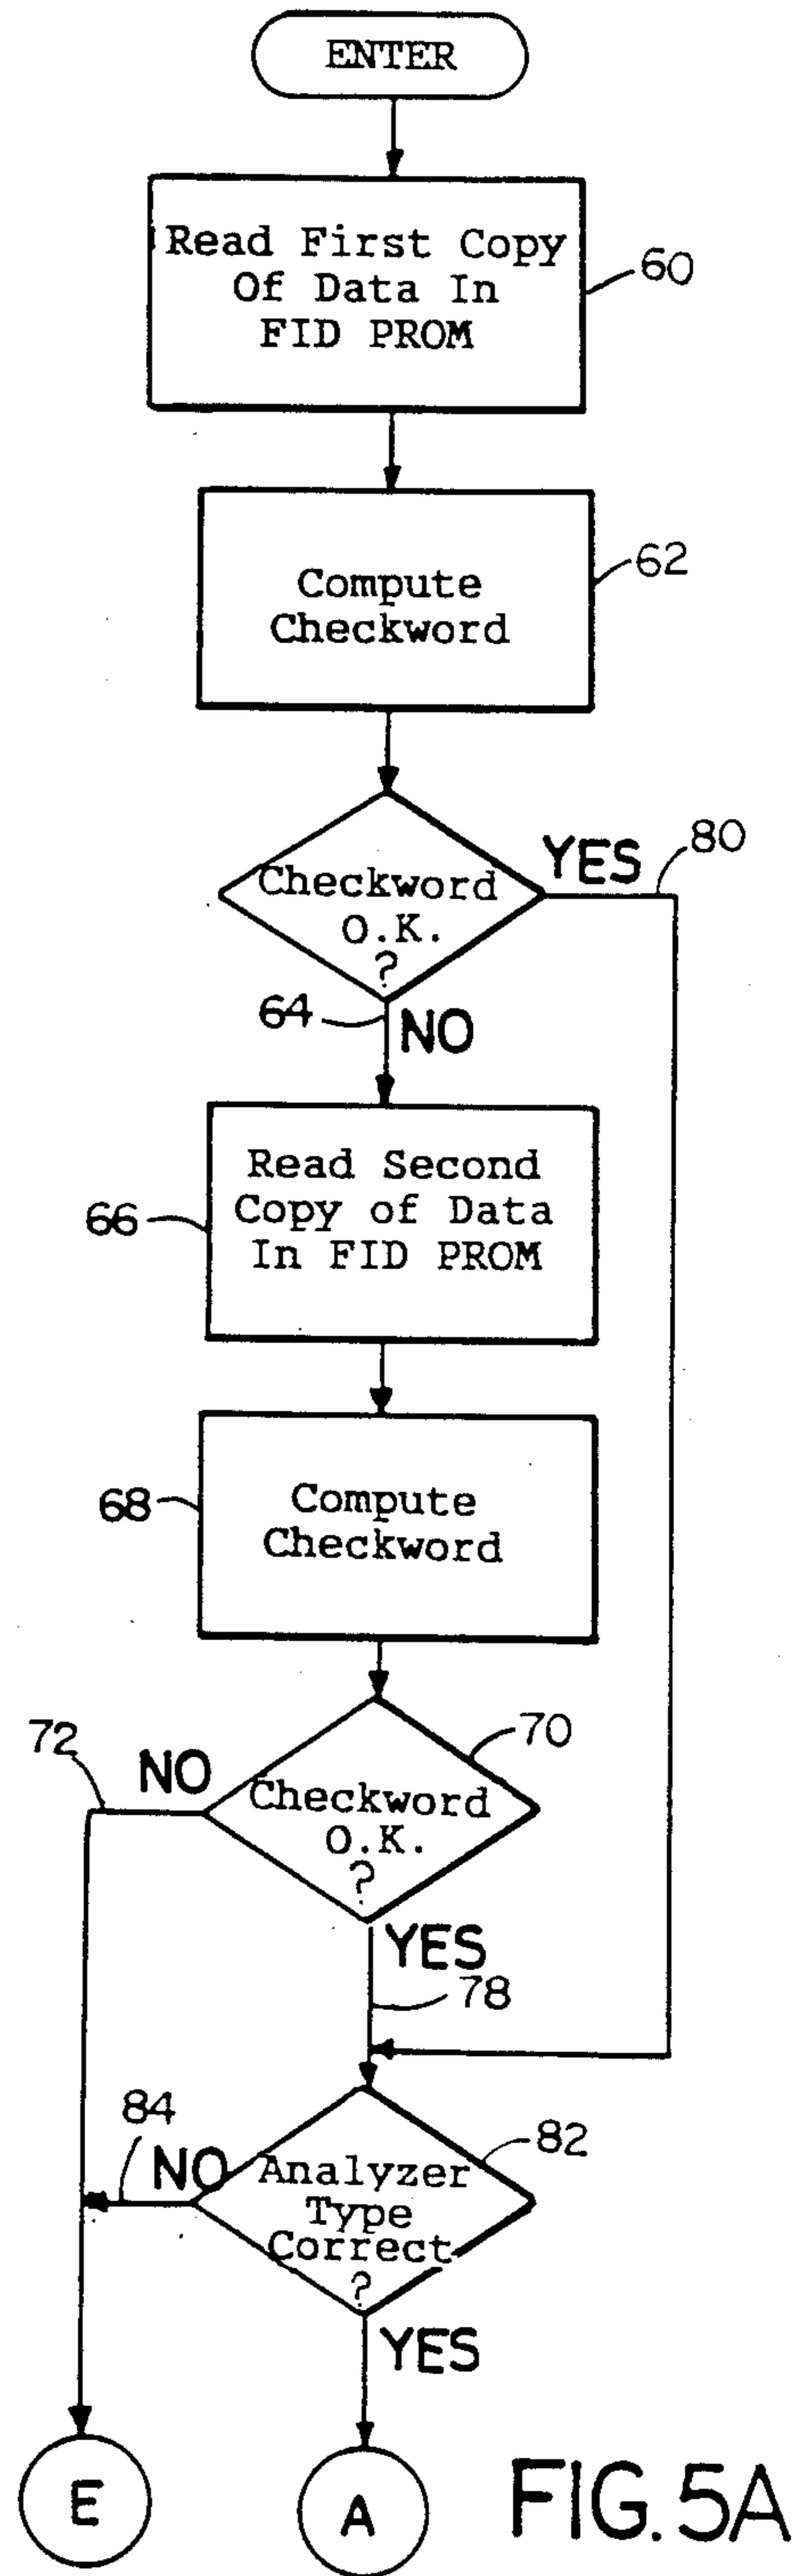 ENTER
Read First Copy
Of Data In
FID PROM
60
Compute
Checkword
62
Checkword
O.K.
?
YES
80
64
NO
Read Second
Copy of Data
In FID PROM
66
Compute
Checkword
68
70
72
NO
Checkword
O.K.
?
YES
78
84
NO
Analyzer
Type
Correct
?
82
YES
E
A
FIG. 5A